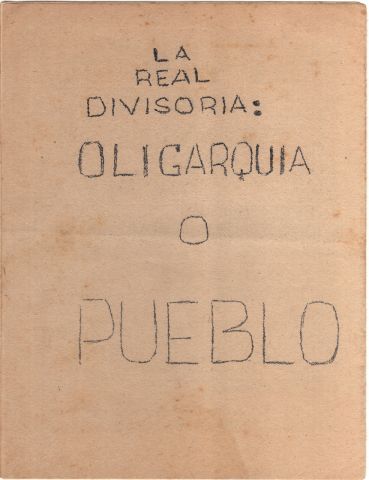 LA
REAL
DIVISORIA:
OLIGARQUIA
O
PUEBLO